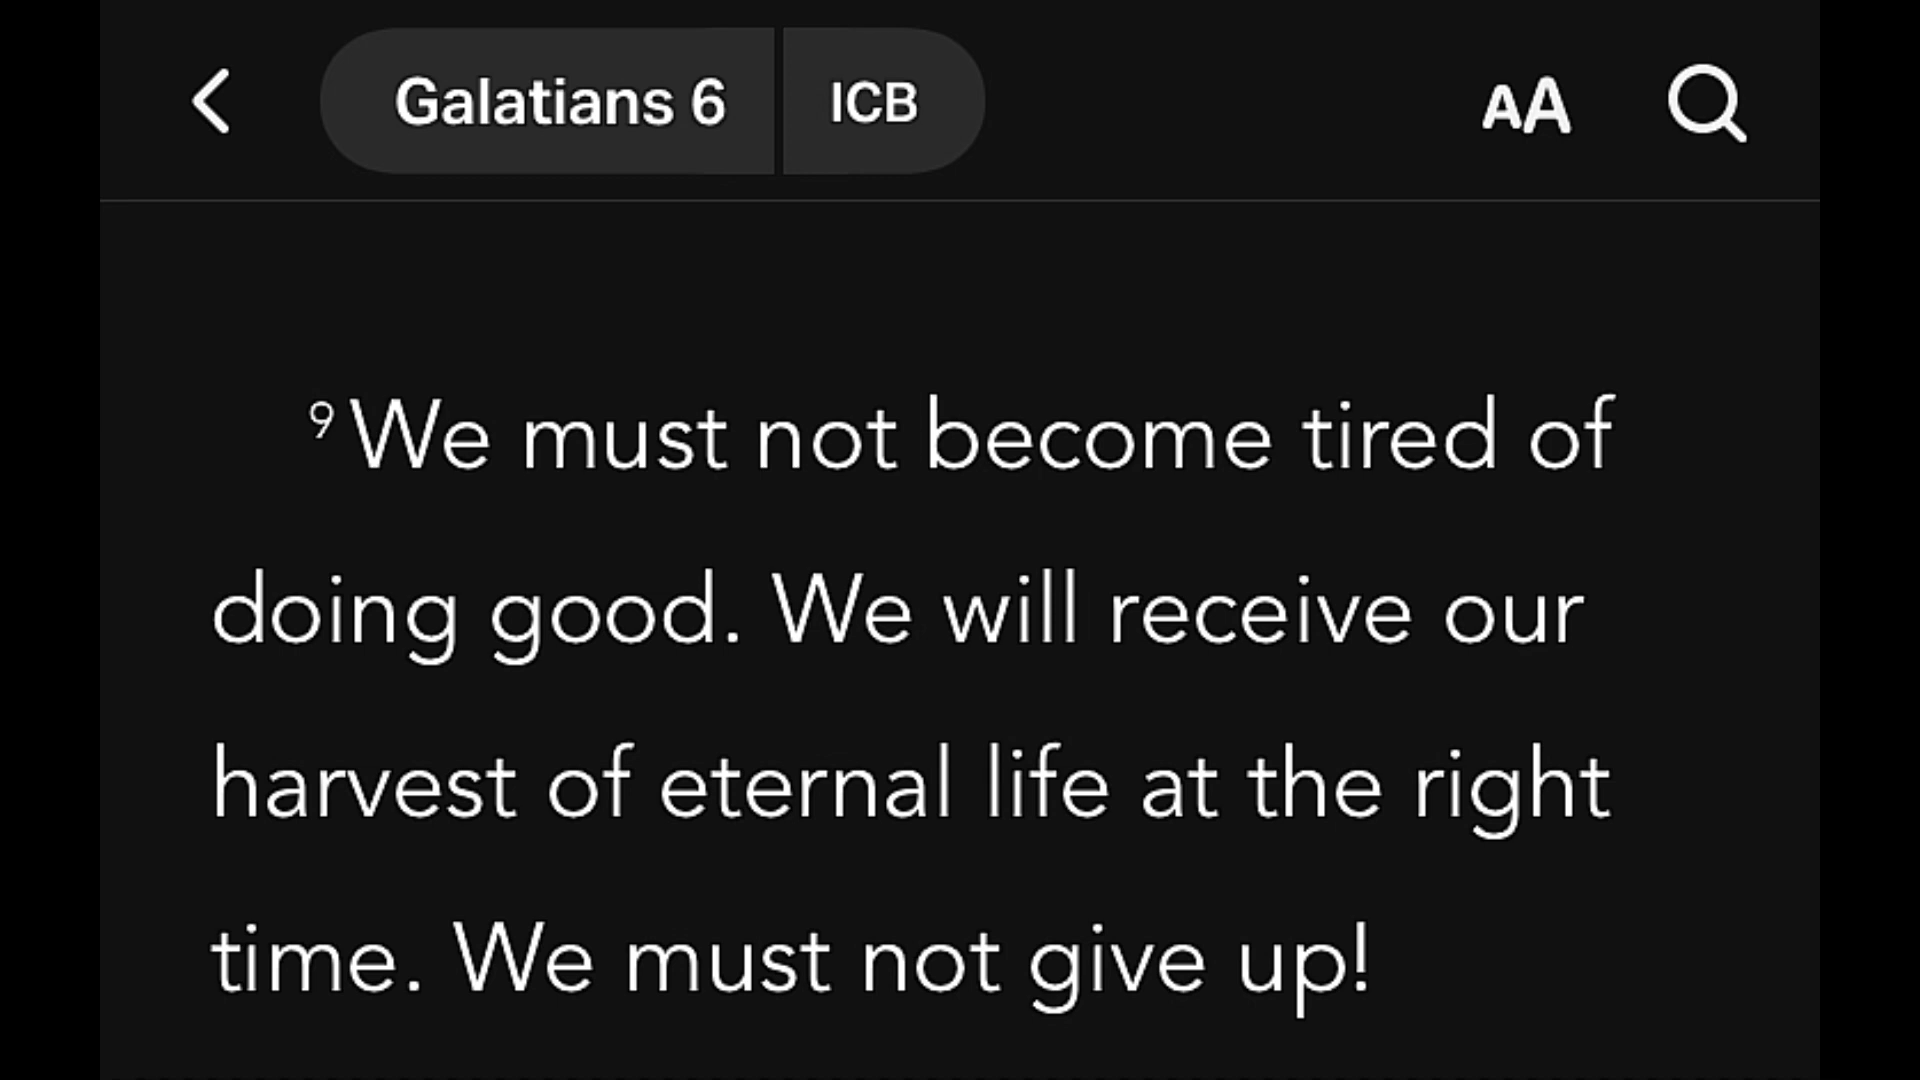 Galatians 6 ICB AA
9 We must not become tired of
doing good. We will receive our
harvest of eternal life at the right
time. We must not give up!